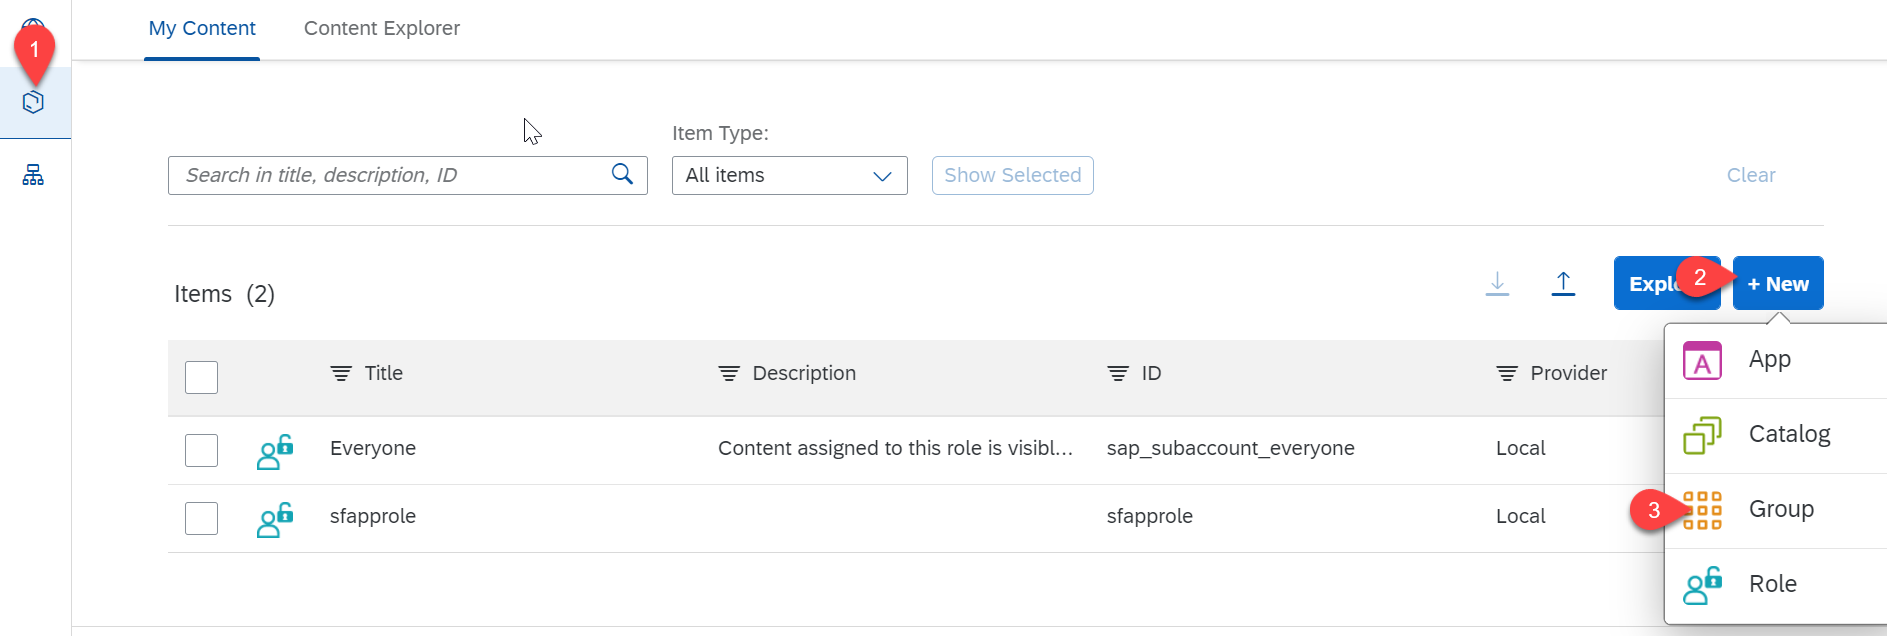 My Content
Content Explorer
1
Item Type:
Search in title, description, ID
All items
Show Selected
Clear
Items (2)
Expl
2
+ New
Title
Description
ID
Provider
App
Everyone
Content assigned to this role is visibl...
sap_subaccount_everyone
Local
Catalog
sfapprole
sfapprole
Local
3
Group
Role